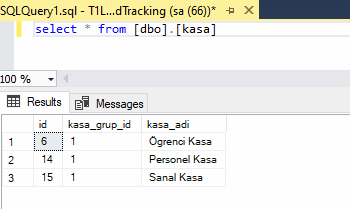 SQLQuery1.sql - T1L...dTracking (sa (66))*
select * from [dbo].[kasa]
100 %
Results Messages
id kasa_grup_id kasa_adi
1 6 1 Ögrenci Kasa
2 14 1 Personel Kasa
3 15 1 Sanal Kasa